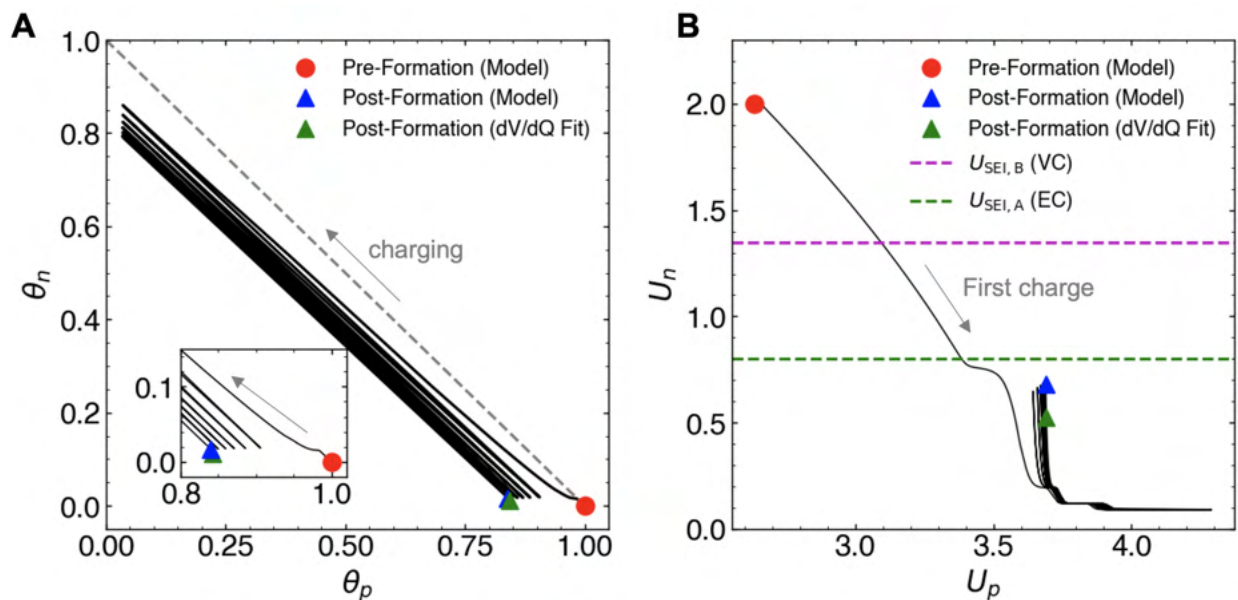 A
1.0
0.8
0.6
0.4
0.2
0.0
θn
0.00
0.25
0.50
0.75
1.00
θp
Pre-Formation (Model)
Post-Formation (Model)
Post-Formation (dV/dQ Fit)
charging
0.1
0.0
0.8
1.0
B
2.0
1.5
1.0
0.5
0.0
Un
3.0
3.5
4.0
Up
Pre-Formation (Model)
Post-Formation (Model)
Post-Formation (dV/dQ Fit)
USEI, B (VC)
USEI, A (EC)
First charge